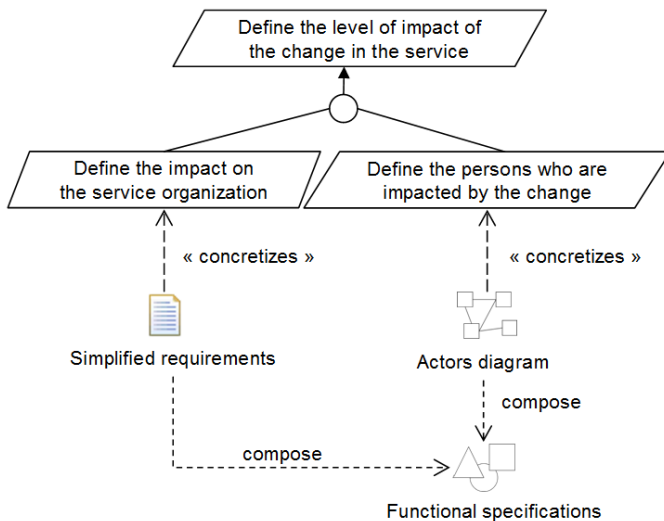 Define the level of impact of
the change in the service
Define the impact on
the service organization
Define the persons who are
impacted by the change
« concretizes »
« concretizes »
Simplified requirements
Actors diagram
compose
compose
Functional specifications